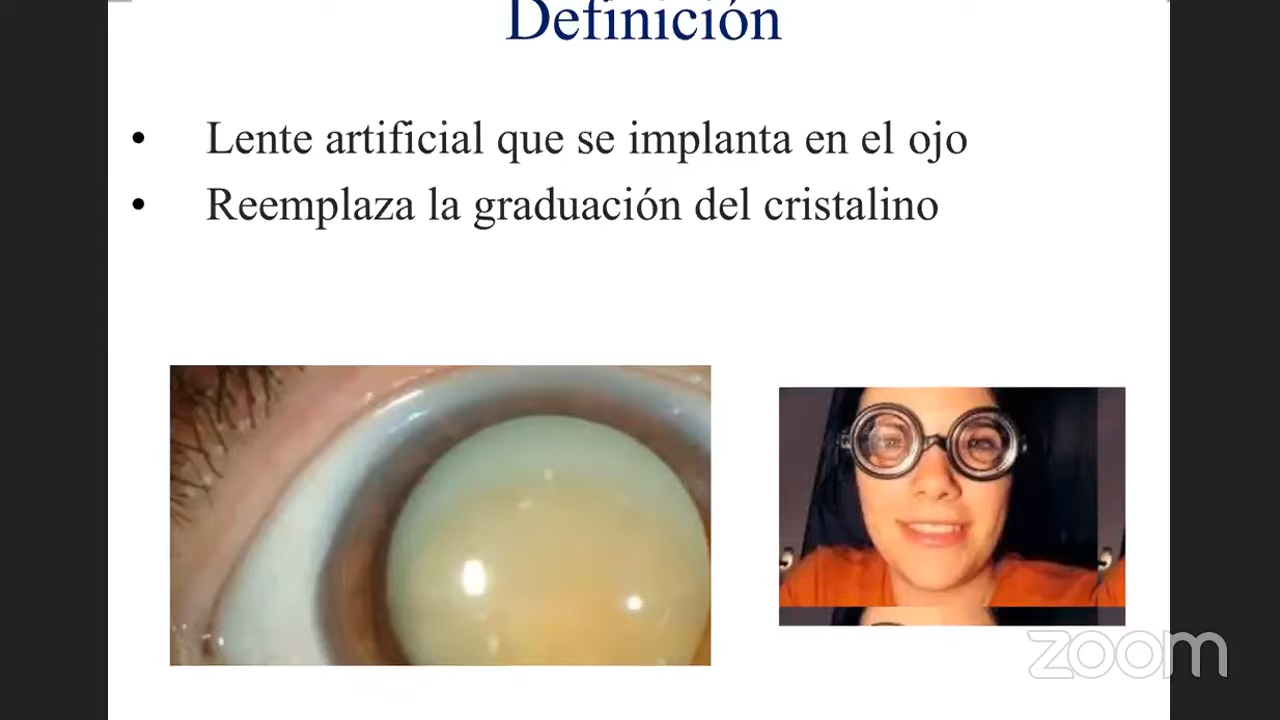 Definición
• Lente artificial que se implanta en el ojo
• Reemplaza la graduación del cristalino
zoom